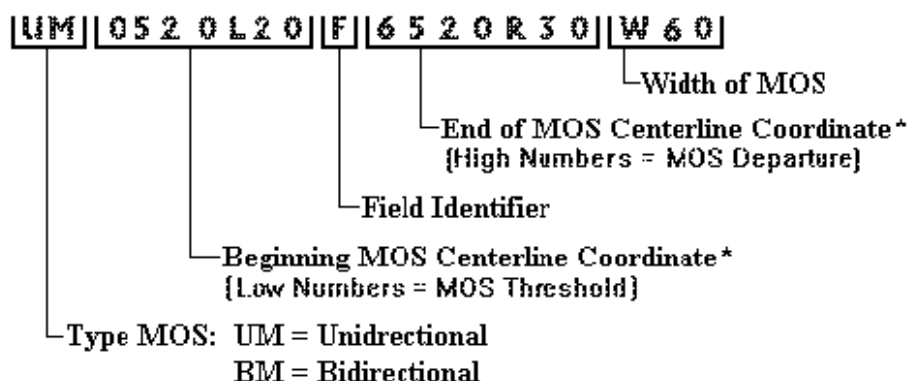 UM 0520L20 F 6520R30 W60
Width of MOS
End of MOS Centerline Coordinate*
(High Numbers = MOS Departure)
Field Identifier
Beginning MOS Centerline Coordinate*
(Low Numbers = MOS Threshold)
Type MOS: UM = Unidrectional
BM = Bidirectional